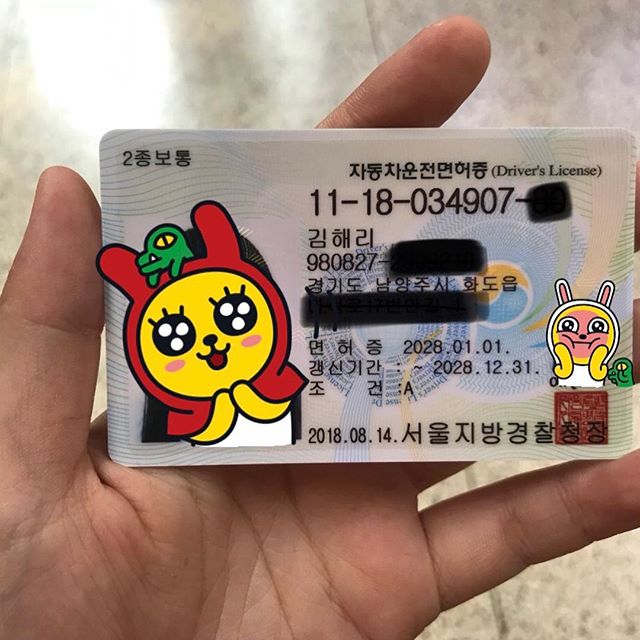 2종보통
자동차운전면허증 (Driver's License)
11-18-034907-
김해리
980827-
경기도 남양주시 화도읍
면 허 증 2028.01.01.
갱신기간 : ~ 2028.12.31.
조 건 : A
2018.08.14. 서울지방경찰청장